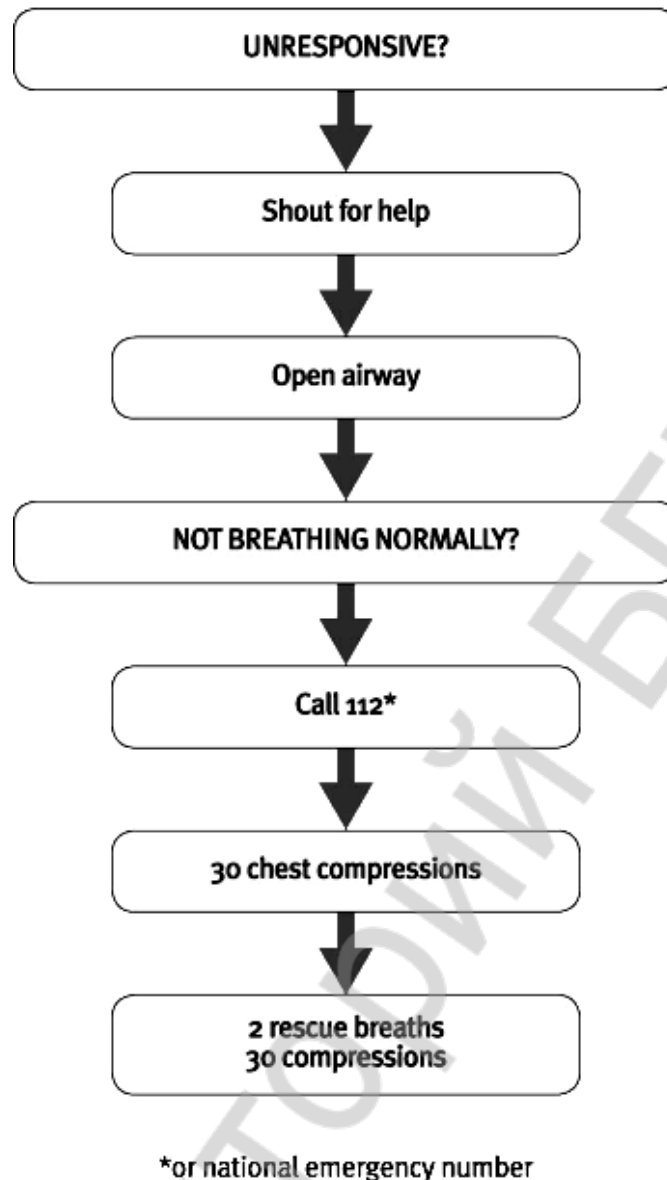 UNRESPONSIVE?
Shout for help
Open airway
NOT BREATHING NORMALLY?
Call 112*
30 chest compressions
2 rescue breaths
30 compressions
*or national emergency number